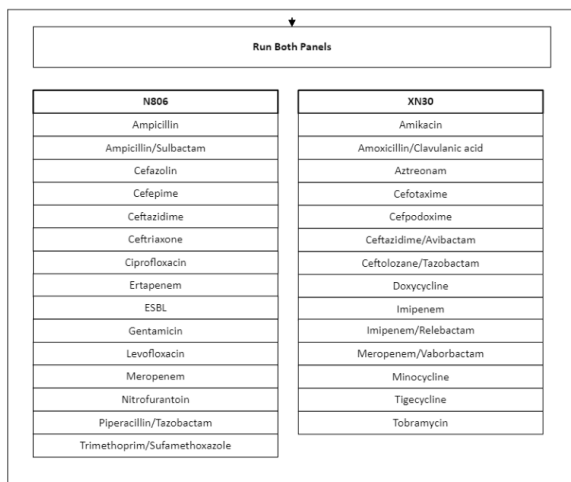 Run Both Panels
N806
Ampicillin
Ampicillin/Sulbactam
Cefazolin
Cefepime
Ceftazidime
Ceftriaxone
Ciprofloxacin
Ertapenem
ESBL
Gentamicin
Levofloxacin
Meropenem
Nitrofurantoin
Piperacillin/Tazobactam
Trimethoprim/Sufamethoxazole
XN30
Amikacin
Amoxicillin/Clavulanic acid
Aztreonam
Cefotaxime
Cefpodoxime
Ceftazidime/Avibactam
Ceftolozane/Tazobactam
Doxycycline
Imipenem
Imipenem/Relebactam
Meropenem/Vaborbactam
Minocycline
Tigecycline
Tobramycin